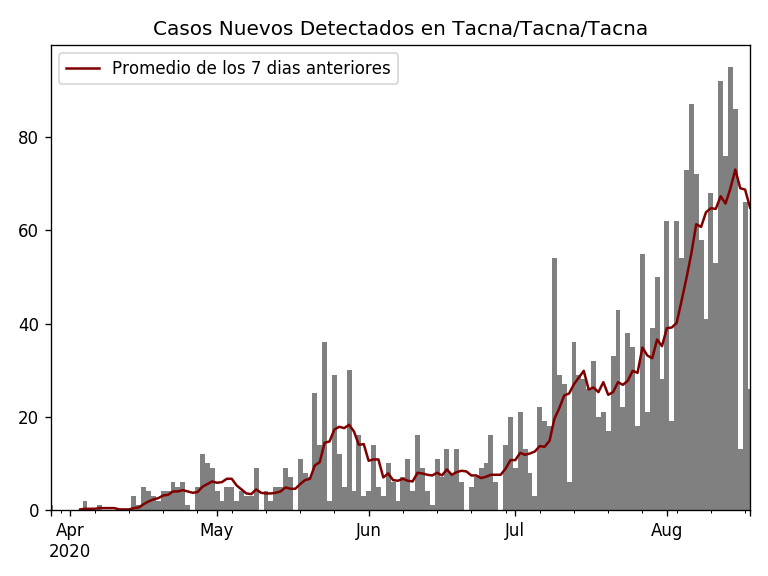 Casos Nuevos Detectados en Tacna/Tacna/Tacna
Promedio de los 7 dias anteriores
80
60
40
20
0
Apr
2020
May
Jun
Jul
Aug